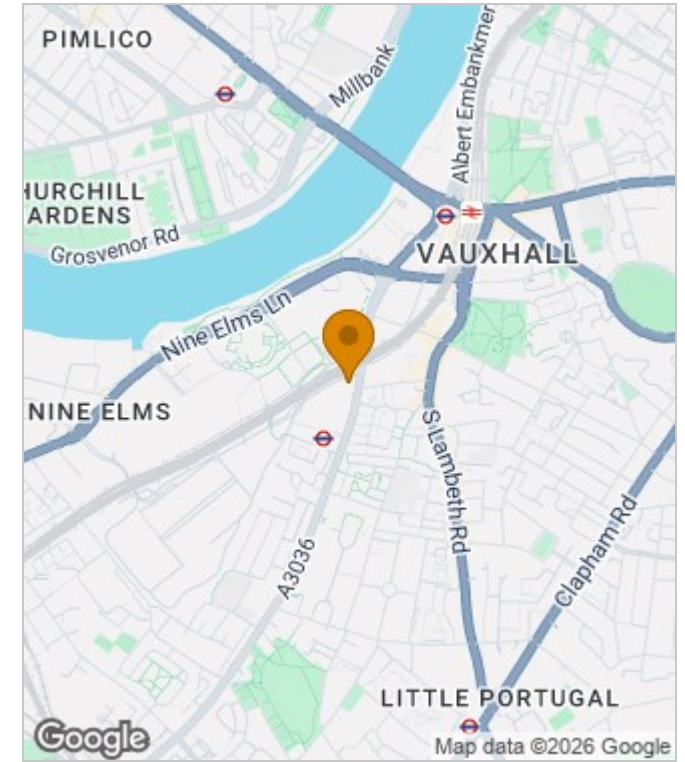 PIMLICO
Millbank
Albert Embankmen
HURCHILL
ARDENS
Grosvenor Rd
VAUXHALL
Nine Elms Ln
NINE ELMS
S Lambeth Rd
A3036
Clapham Rd
LITTLE PORTUGAL
Google
Map data ©2026 Google